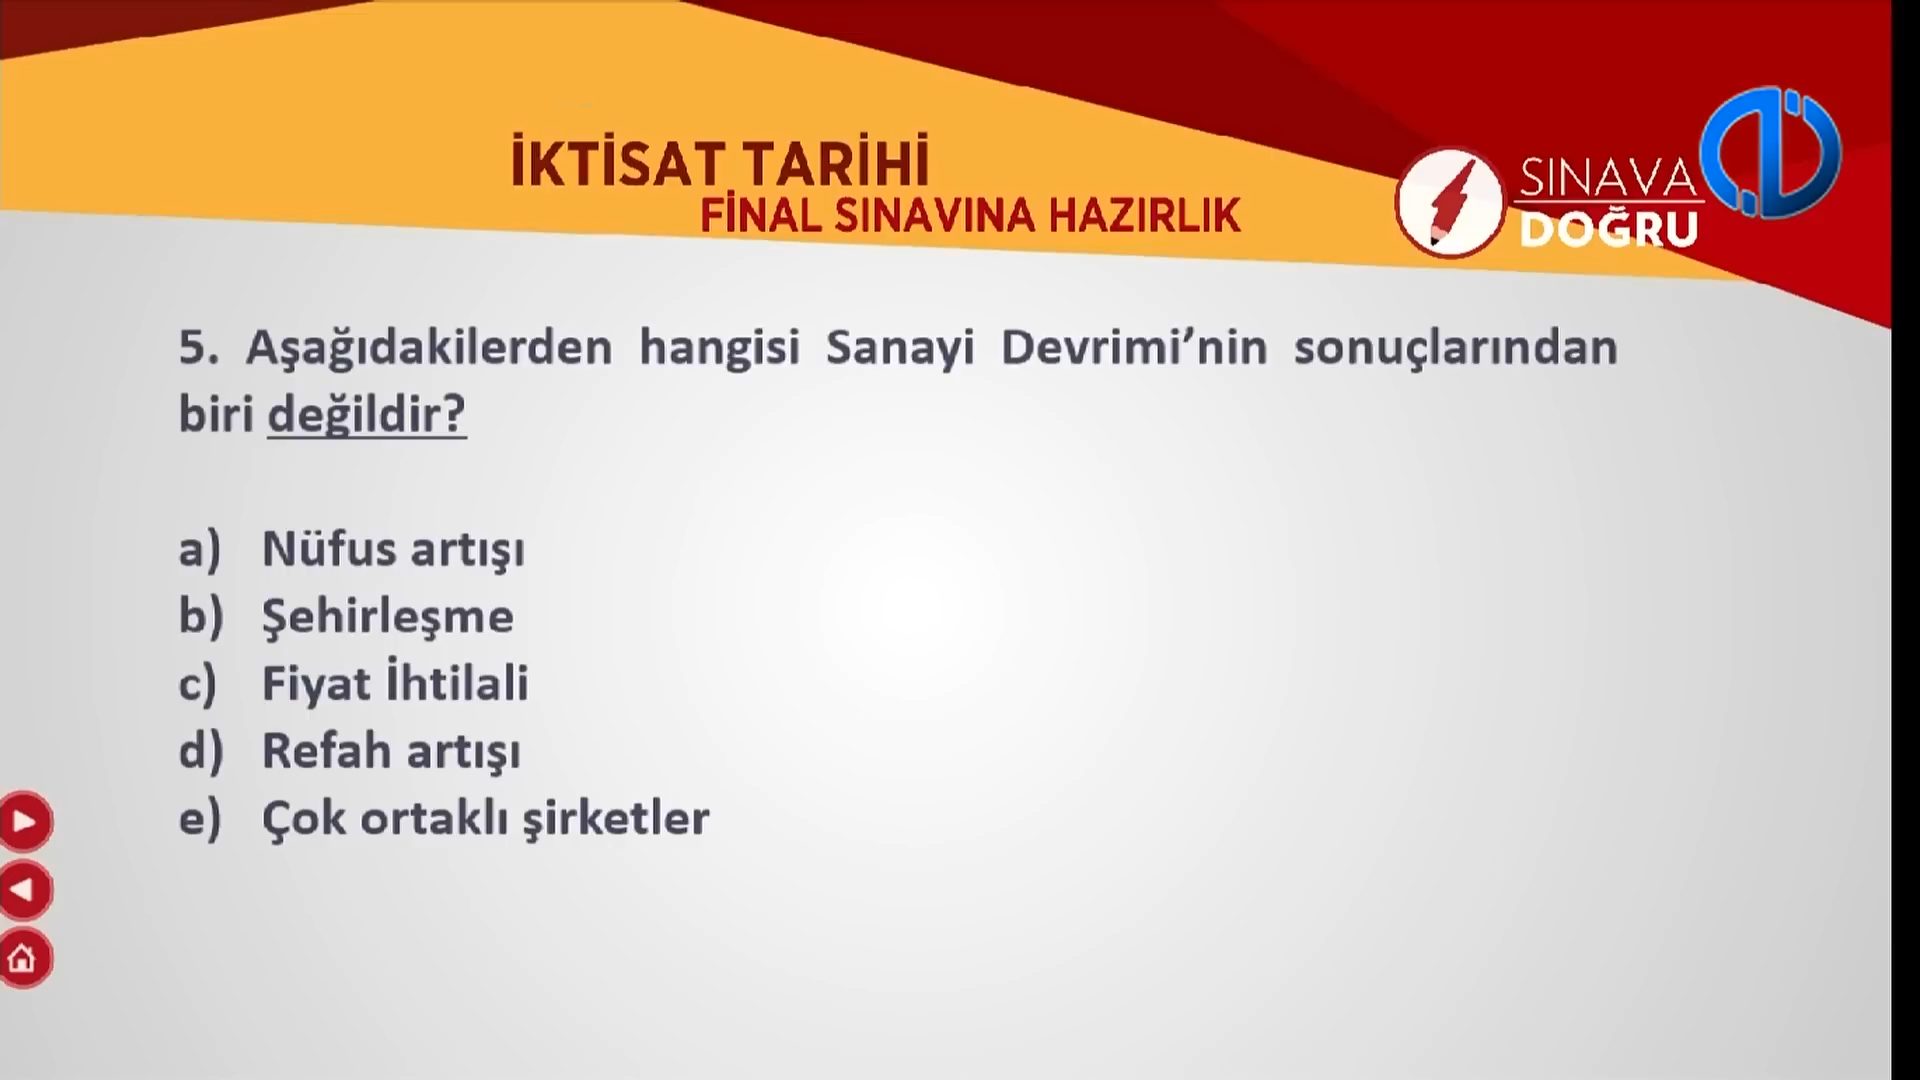 İKTİSAT TARİHİ
FİNAL SINAVINA HAZIRLIK
SINAVA
DOĞRU
5. Aşağıdakilerden hangisi Sanayi Devrimi’nin sonuçlarından
biri değildir?
a) Nüfus artışı
b) Şehirleşme
c) Fiyat İhtilali
d) Refah artışı
e) Çok ortaklı şirketler